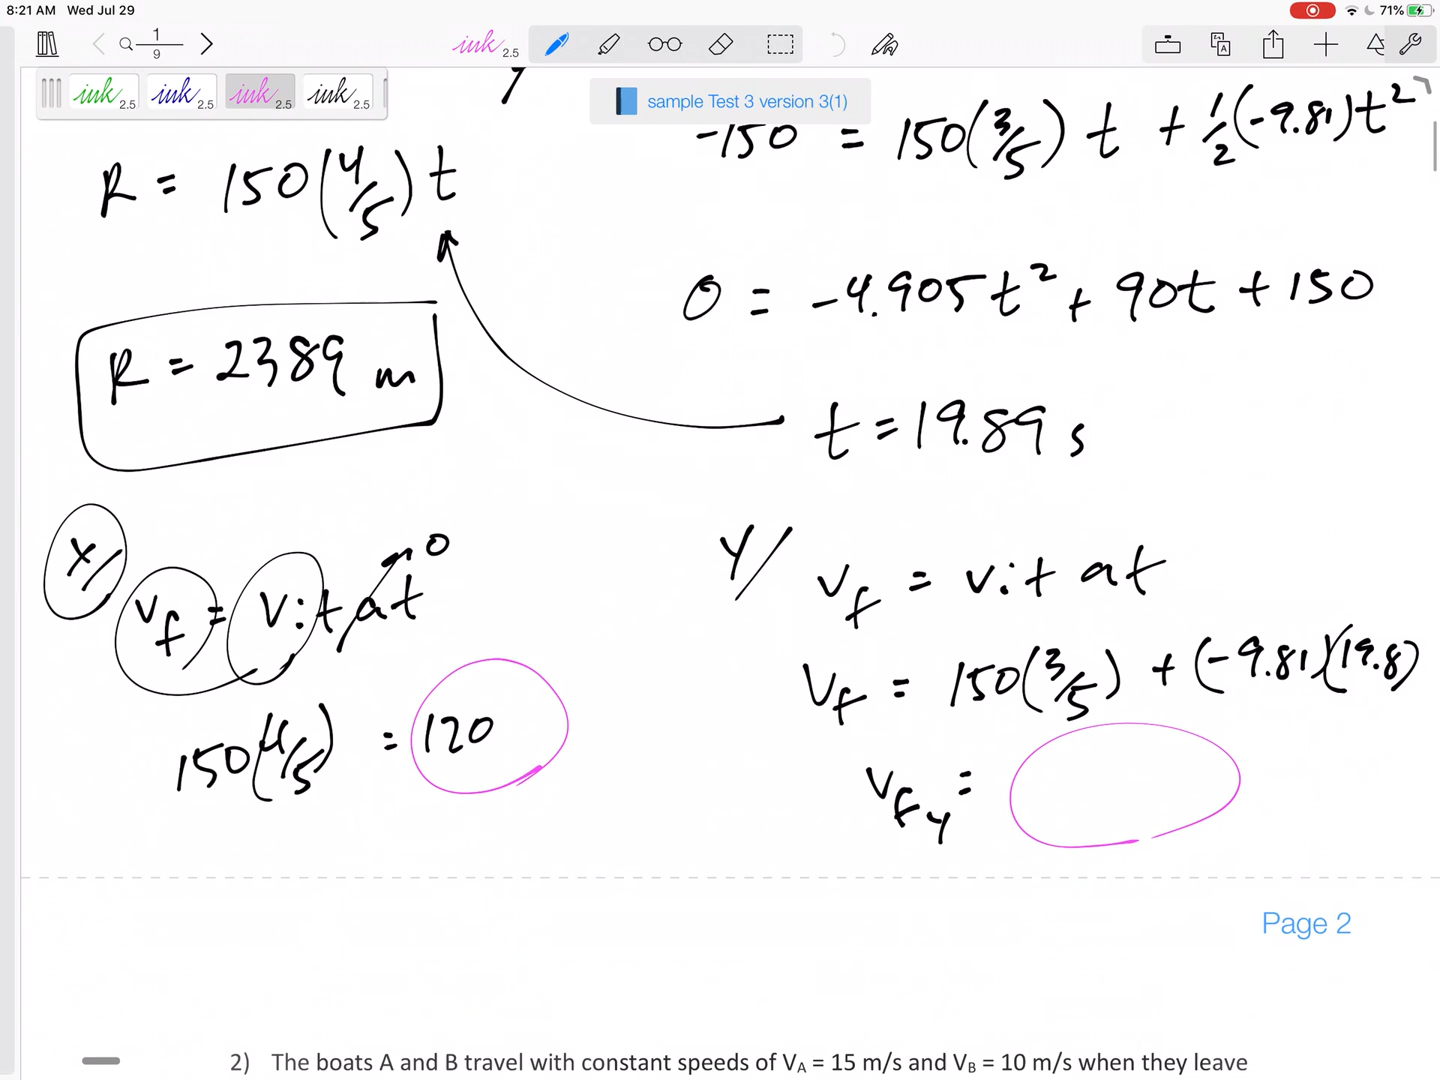 8:21 AM Wed Jul 29
71%
1
9
ink 2.5
ink 2.5
ink 2.5
ink 2.5
ink 2.5
sample Test 3 version 3(1)
-150 = 150(3/5) t + 1/2(-9.81)t²
R = 150(4/5)t
0 = -4.905t² + 90t + 150
R = 2389 m
t = 19.89 s
x/
vf = vi + at 0
150(4/5) = 120
Y/
vf = vi + at
vf = 150(3/5) + (-9.81)(19.8)
vfy =
Page 2
2) The boats A and B travel with constant speeds of VA = 15 m/s and VB = 10 m/s when they leave